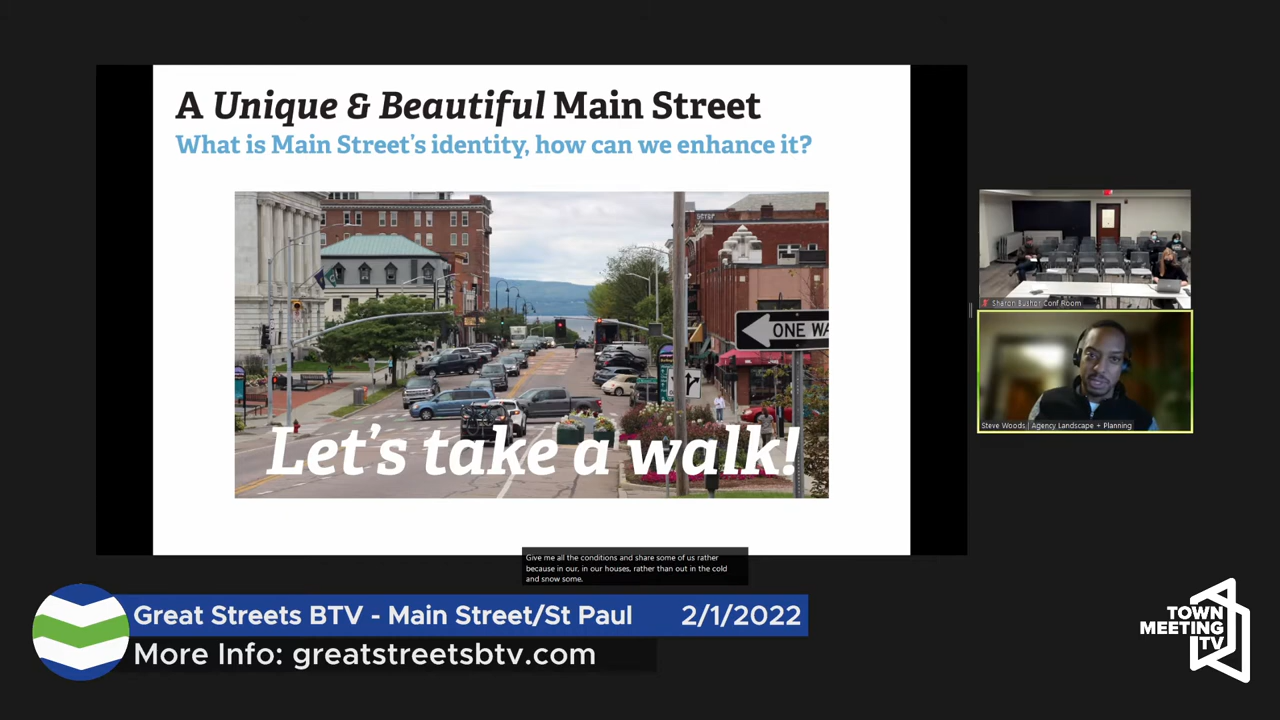 A Unique & Beautiful Main Street
What is Main Street's identity, how can we enhance it?
ONE WA
Let's take a walk!
Sharon Bushor Conf Room
Steve Woods | Agency Landscape + Planning
Give me all the conditions and share some of us rather
because in our, in our houses, rather than out in the cold
and snow some.
Great Streets BTV - Main Street/St Paul 2/1/2022
More Info: greatstreetsbtv.com
TOWN
MEETING
TV